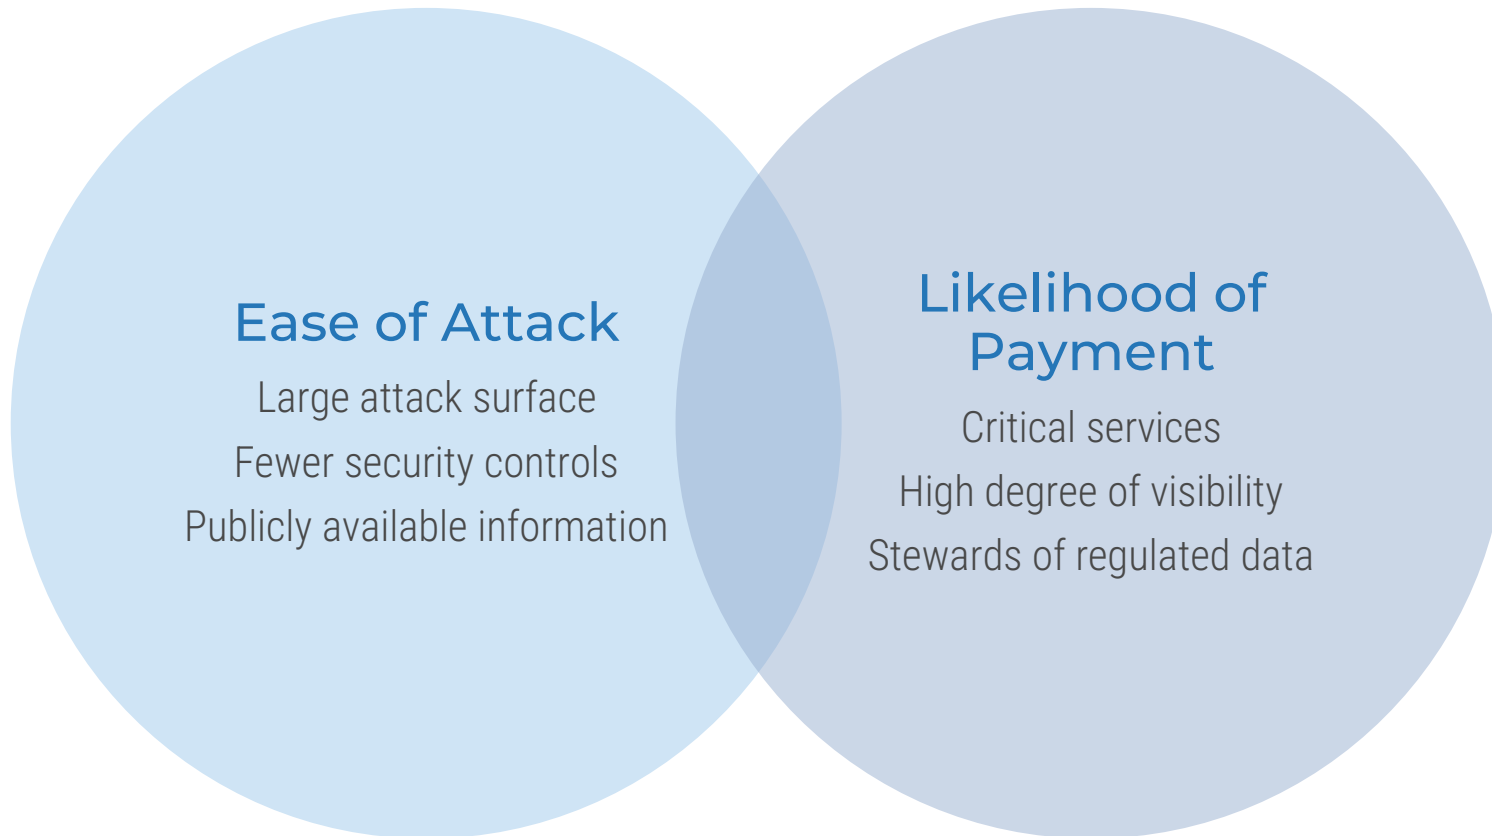 Ease of Attack
Large attack surface
Fewer security controls
Publicly available information
Likelihood of
Payment
Critical services
High degree of visibility
Stewards of regulated data